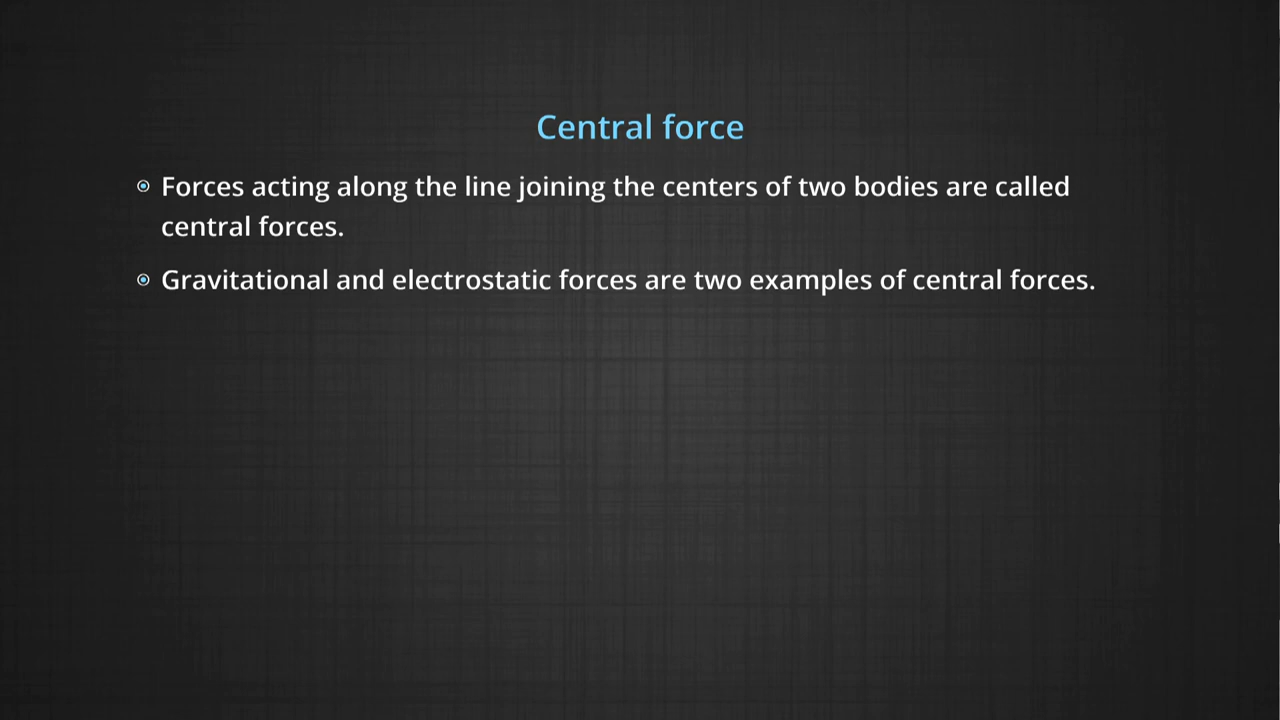 Central force
Forces acting along the line joining the centers of two bodies are called
central forces.
Gravitational and electrostatic forces are two examples of central forces.